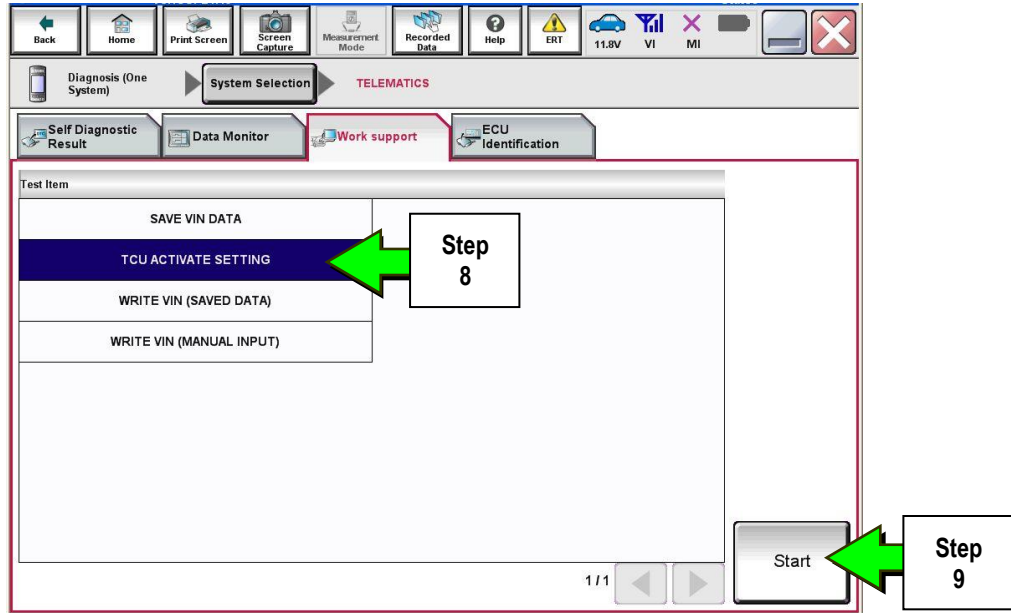 Back
Home
Print Screen
Screen
Capture
Measurement
Mode
Recorded
Data
Help
ERT
11.8V
VI
MI
Diagnosis (One
System)
System Selection
TELEMATICS
Self Diagnostic
Result
Data Monitor
Work support
ECU
Identification
Test Item
SAVE VIN DATA
TCU ACTIVATE SETTING
WRITE VIN (SAVED DATA)
WRITE VIN (MANUAL INPUT)
Step
8
1/1
Start
Step
9